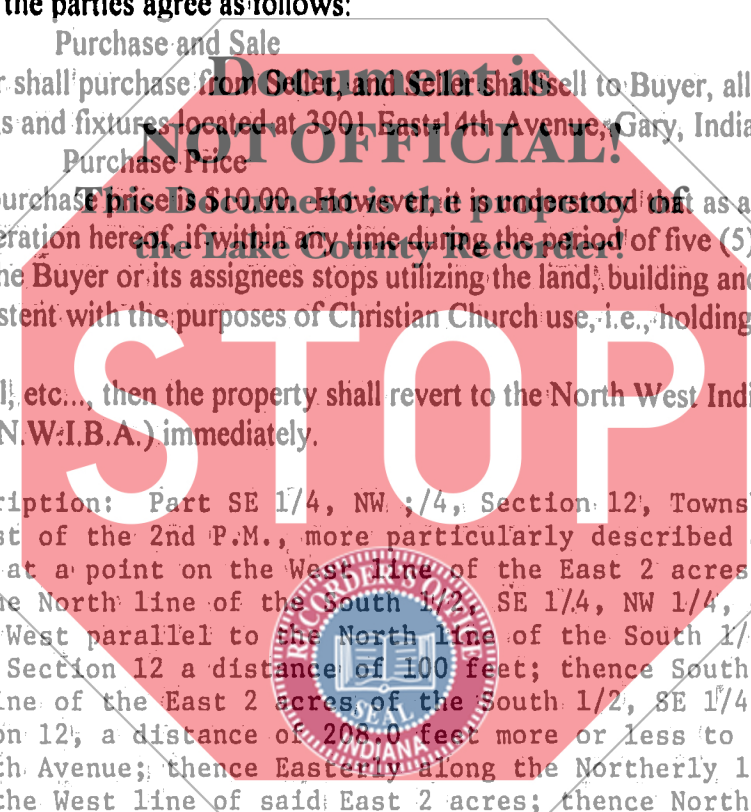 the parties agree as follows:
Purchase and Sale
r shall purchase from Seller, and Seller shall sell to Buyer, all
Document is
s and fixtures located at 3901 East 14th Avenue, Gary, India
NOT OFFICIAL!
Purchase Price
purchase price is $10.00. However, it is understood that as a
This Document is the property of
eration hereof, if within any time during the period of five (5)
the Lake County Recorder!
he Buyer or its assignees stops utilizing the land, building and
stent with the purposes of Christian Church use, i.e., holding
STOP
l, etc..., then the property shall revert to the North West Indi
N.W.I.B.A.) immediately.
ription: Part SE 1/4, NW ;/4, Section 12, Towns
st of the 2nd P.M., more particularly described
at a point on the West line of the East 2 acres
he North line of the South 1/2, SE 1/4, NW 1/4,
West parallel to the North line of the South 1/
Section 12 a distance of 100 feet; thence South
ine of the East 2 acres of the South 1/2, SE 1/4
on 12, a distance of 208.0 feet more or less to
th Avenue; thence Easterly along the Northerly l
the West line of said East 2 acres; thence North
SEAL
INDIANA